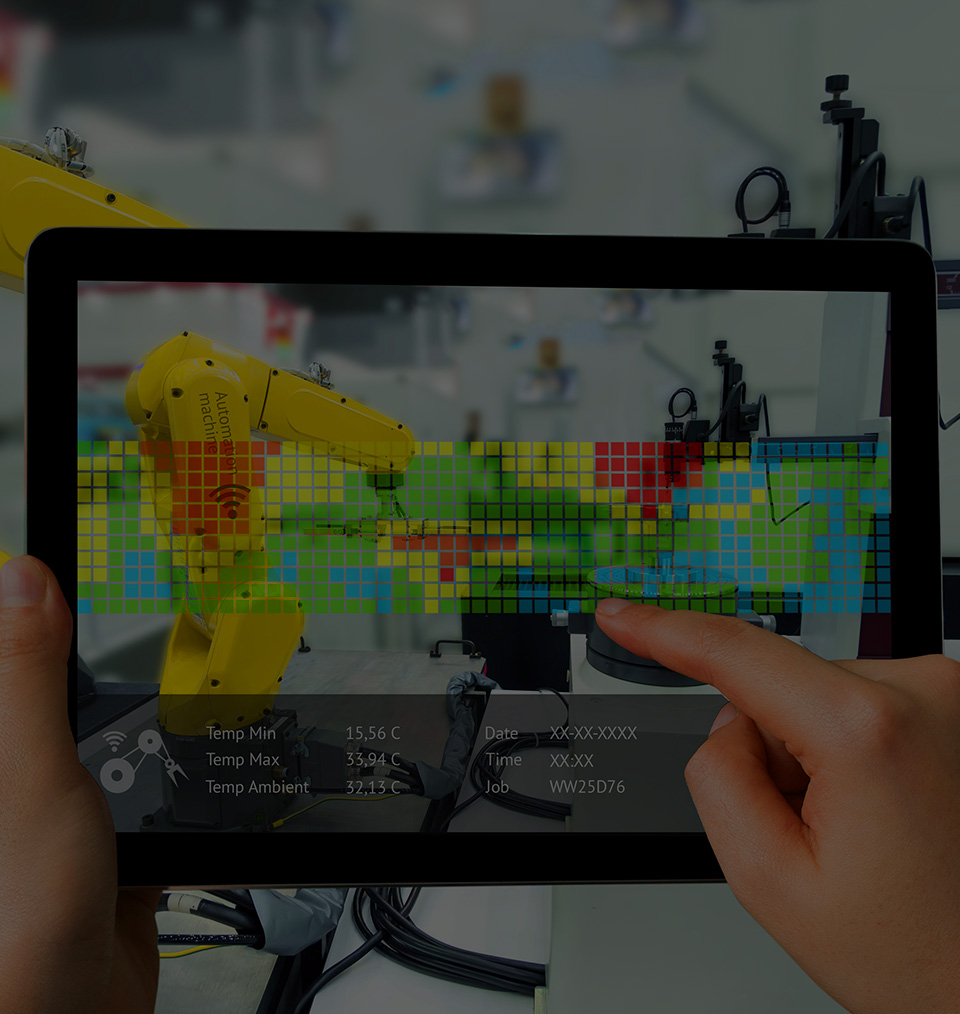 Automation
machine
Temp Min 15,56 C Date XX-XX-XXXX
Temp Max 33,94 C Time XX:XX
Temp Ambient 32,13 C Job WW25D76